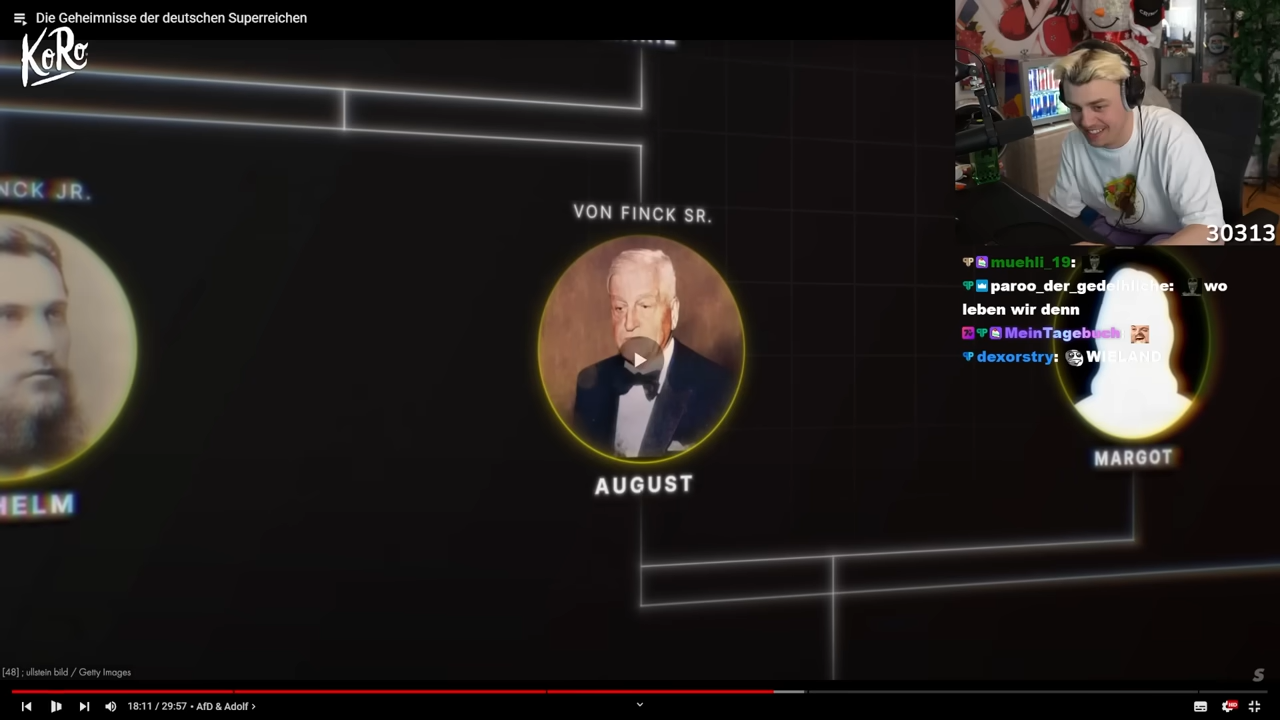 Die Geheimnisse der deutschen Superreichen
KoRo
NCK JR.
HELM
VON FINCK SR.
AUGUST
MARGOT
30313
muehli_19:
paroo_der_gedeihliche: wo
leben wir denn
MeinTagebuch
dexorstry: WIELAND
[48] ; ullstein bild / Getty Images
S
18:11 / 29:57 • AfD & Adolf >
HD